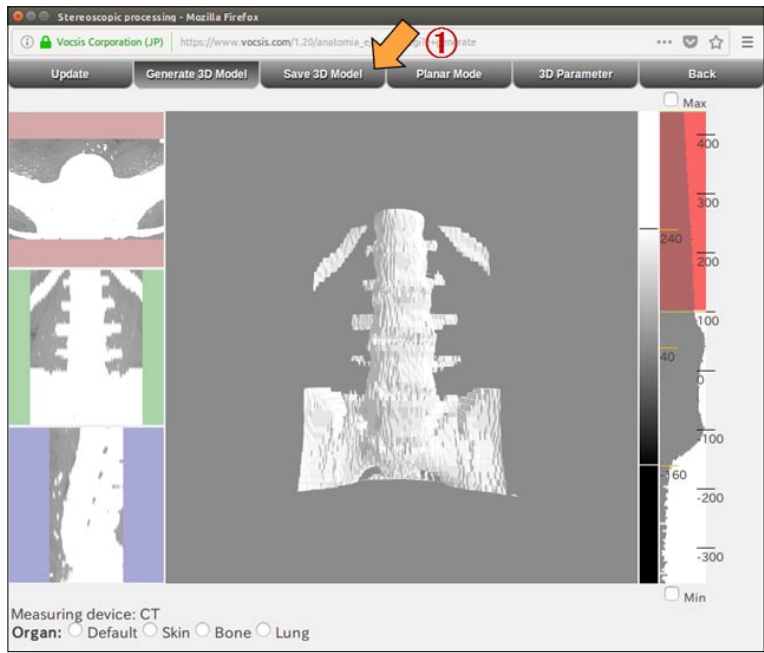 Stereoscopic processing - Mozilla Firefox
Vocsis Corporation (JP) https://www.vocsis.com/1.20/anatomia_
①
Update Generate 3D Model Save 3D Model Planar Mode 3D Parameter Back
Max
400
300
240
200
100
40
0
-100
-160
-200
-300
Min
Measuring device: CT
Organ: Default Skin Bone Lung